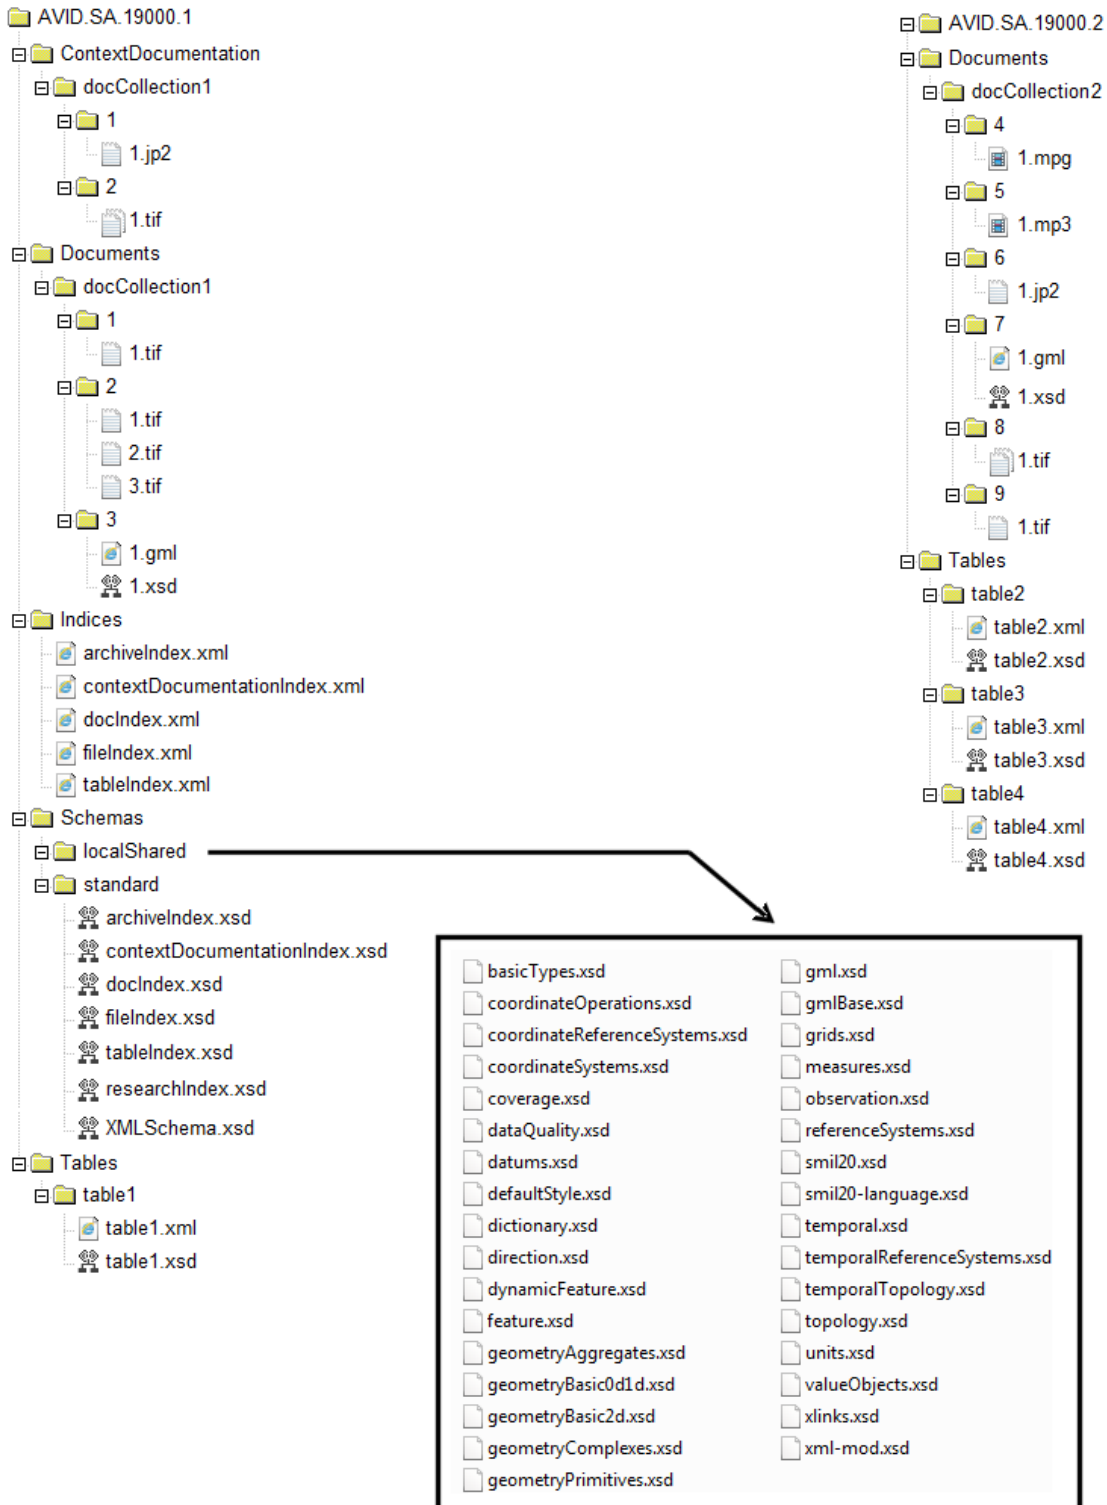 AVID.SA.19000.1
ContextDocumentation
docCollection1
1
1.jp2
2
1.tif
Documents
docCollection1
1
1.tif
2
1.tif
2.tif
3.tif
3
1.gml
1.xsd
Indices
archiveIndex.xml
contextDocumentationIndex.xml
docIndex.xml
fileIndex.xml
tableIndex.xml
Schemas
localShared
standard
archiveIndex.xsd
contextDocumentationIndex.xsd
docIndex.xsd
fileIndex.xsd
tableIndex.xsd
researchIndex.xsd
XMLSchema.xsd
Tables
table1
table1.xml
table1.xsd
AVID.SA.19000.2
Documents
docCollection2
4
1.mpg
5
1.mp3
6
1.jp2
7
1.gml
1.xsd
8
1.tif
9
1.tif
Tables
table2
table2.xml
table2.xsd
table3
table3.xml
table3.xsd
table4
table4.xml
table4.xsd
basicTypes.xsd
coordinateOperations.xsd
coordinateReferenceSystems.xsd
coordinateSystems.xsd
coverage.xsd
dataQuality.xsd
datums.xsd
defaultStyle.xsd
dictionary.xsd
direction.xsd
dynamicFeature.xsd
feature.xsd
geometryAggregates.xsd
geometryBasic0d1d.xsd
geometryBasic2d.xsd
geometryComplexes.xsd
geometryPrimitives.xsd
gml.xsd
gmlBase.xsd
grids.xsd
measures.xsd
observation.xsd
referenceSystems.xsd
smil20.xsd
smil20-language.xsd
temporal.xsd
temporalReferenceSystems.xsd
temporalTopology.xsd
topology.xsd
units.xsd
valueObjects.xsd
xlinks.xsd
xml-mod.xsd